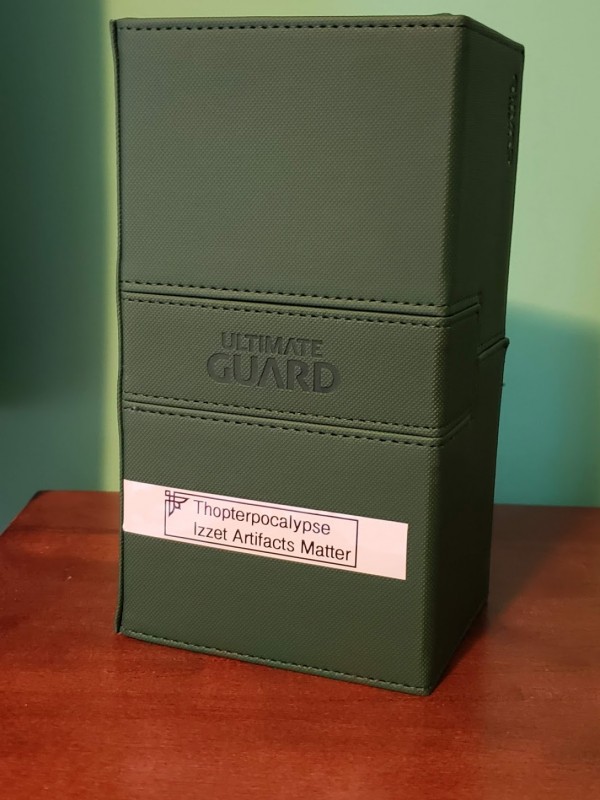 ULTIMATE
GUARD
Thopterpocalypse
Izzet Artifacts Matter